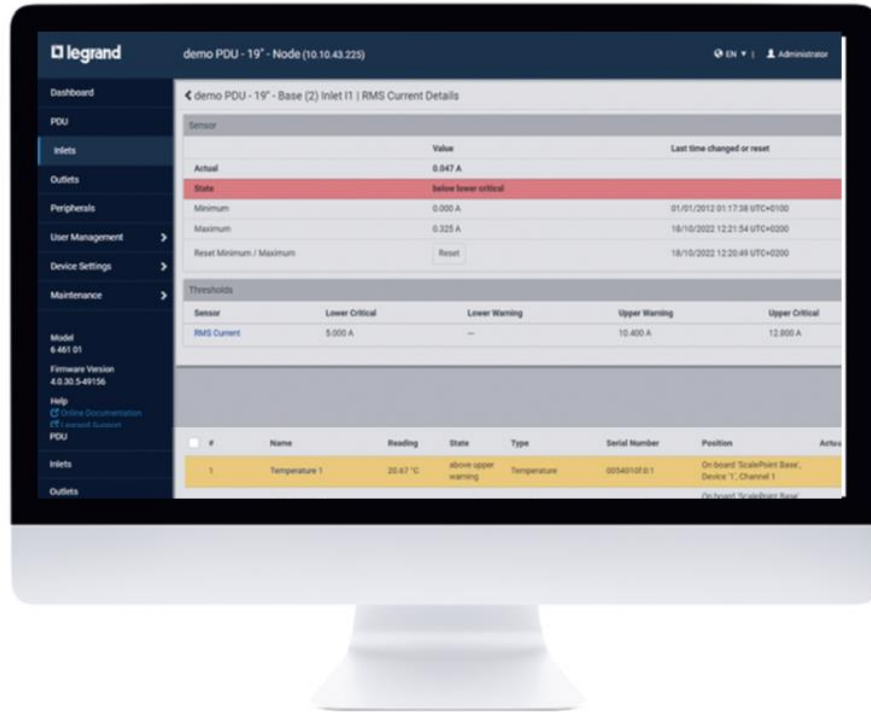 legrand
demo PDU - 19" - Node (10.10.43.225)
EN
Administrator
Dashboard
PDU
Inlets
Outlets
Peripherals
User Management
Device Settings
Maintenance
Model
6 461 01
Firmware Version
4.0.30.5-49156
Help
Online Documentation
Legrand Support
PDU
Inlets
Outlets
demo PDU - 19" - Base (2) Inlet I1 | RMS Current Details
Sensor
Value Last time changed or reset
Actual 0.047 A
State below lower critical
Minimum 0.000 A 01/01/2012 01:17:38 UTC+0100
Maximum 0.325 A 18/10/2022 12:21:54 UTC+0200
Reset Minimum / Maximum Reset 18/10/2022 12:20:49 UTC+0200
Thresholds
Sensor Lower Critical Lower Warning Upper Warning Upper Critical
RMS Current 5.000 A -- 10.400 A 12.800 A
# Name Reading State Type Serial Number Position Actua
1 Temperature 1 20.67 °C above upper warning Temperature On board 'ScalePoint Base', Device '1', Channel 1
On board 'ScalePoint Base',